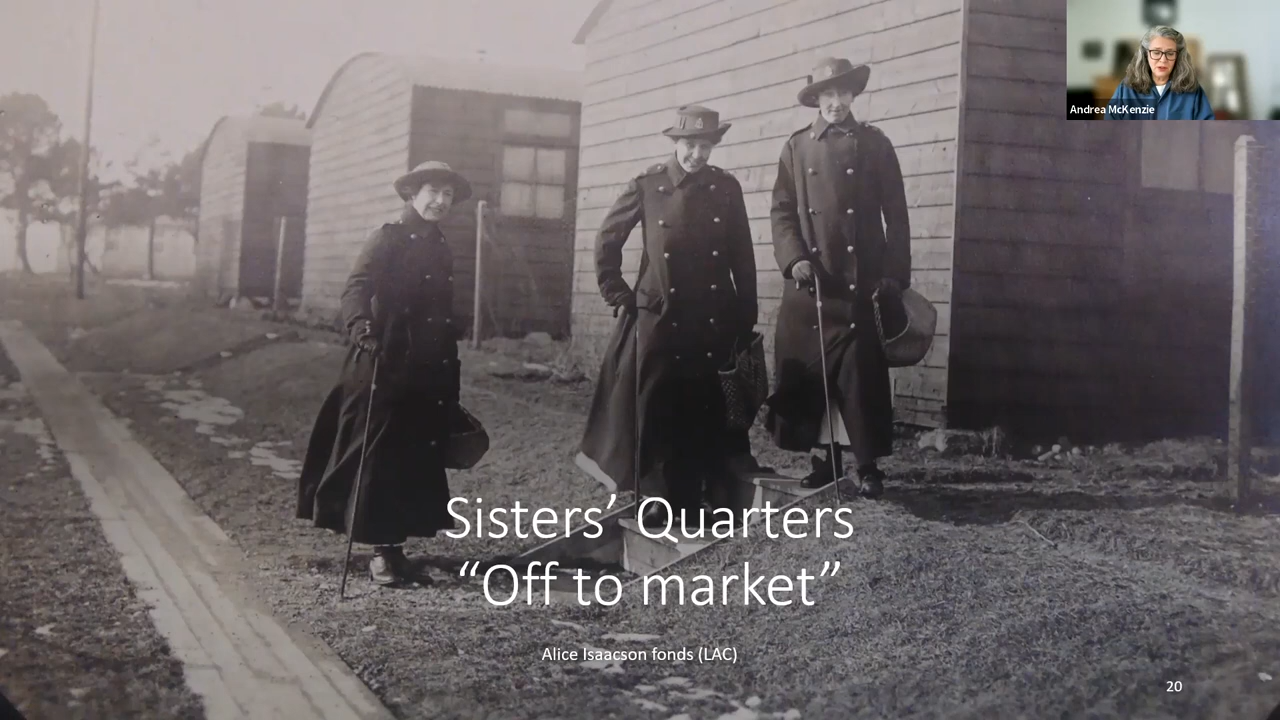 Andrea McKenzie
Sisters’ Quarters
“Off to market”
Alice Isaacson fonds (LAC)
20